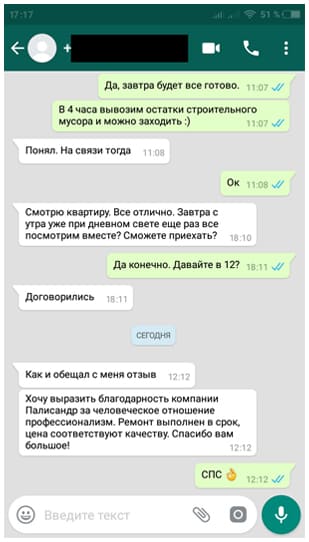 17:17
51 %
+
Да, завтра будет все готово. 11:07
В 4 часа вывозим остатки строительного
мусора и можно заходить :) 11:07
Понял. На связи тогда 11:08
Ок 11:08
Смотрю квартиру. Все отлично. Завтра с
утра уже при дневном свете еще раз все
посмотрим вместе? Сможете приехать? 18:10
Да конечно. Давайте в 12? 18:11
Договорились 18:11
СЕГОДНЯ
Как и обещал с меня отзыв 12:12
Хочу выразить благодарность компании
Палисандр за человеческое отношение
профессионализм. Ремонт выполнен в срок,
цена соответствуют качеству. Спасибо вам
большое! 12:12
СПС 👌 12:12
Введите текст